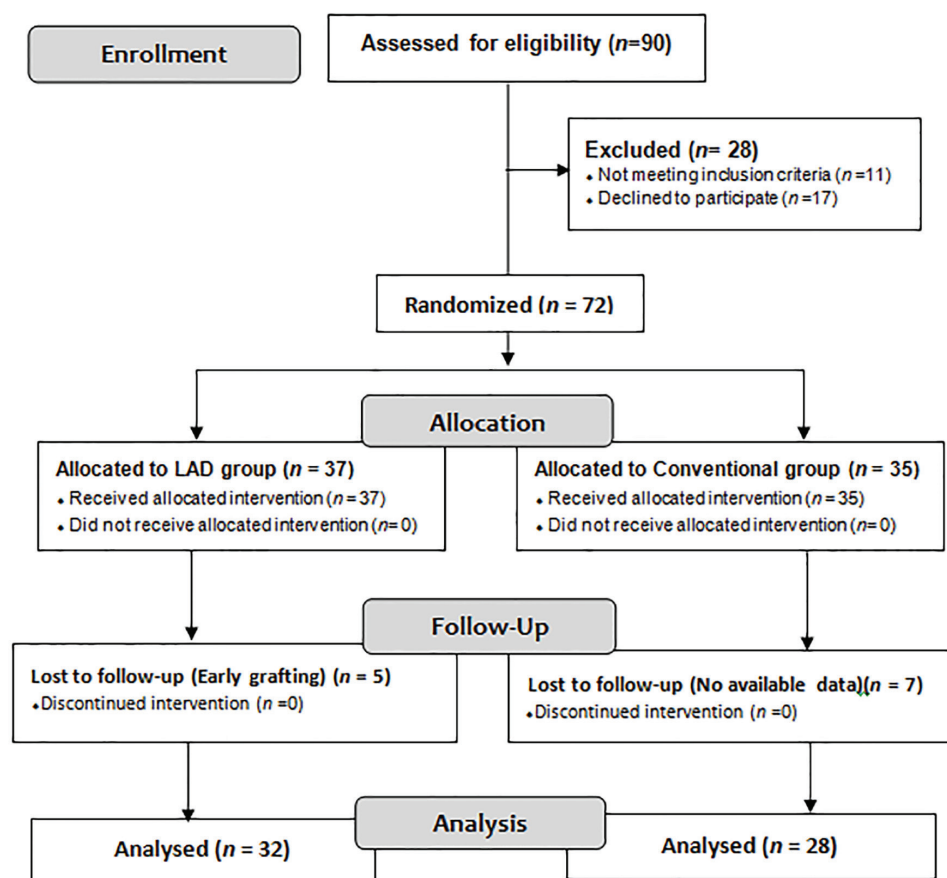 Enrollment
Assessed for eligibility (n=90)
Excluded (n= 28)
⬥ Not meeting inclusion criteria (n=11)
⬥ Declined to participate (n=17)
Randomized (n = 72)
Allocation
Allocated to LAD group (n = 37)
⬥ Received allocated intervention (n=37)
⬥ Did not receive allocated intervention (n=0)
Allocated to Conventional group (n = 35)
⬥ Received allocated intervention (n=35)
⬥ Did not receive allocated intervention (n=0)
Follow-Up
Lost to follow-up (Early grafting) (n = 5)
⬥Discontinued intervention (n =0)
Lost to follow-up (No available data)(n = 7)
⬥Discontinued intervention (n =0)
Analysis
Analysed (n = 32)
Analysed (n = 28)